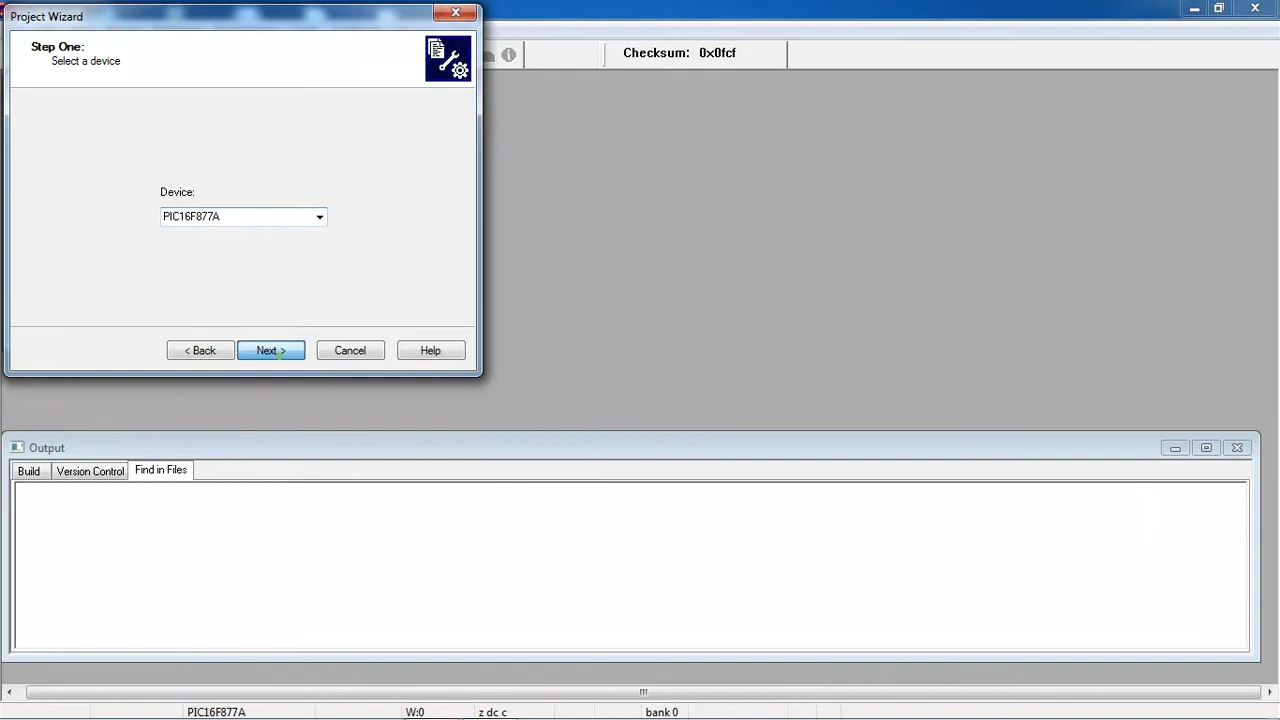 Project Wizard
Step One:
Select a device
Checksum: 0x0fcf
Device:
PIC16F877A
< Back
Next >
Cancel
Help
Output
Build
Version Control
Find in Files
PIC16F877A
W:0
z dc c
bank 0